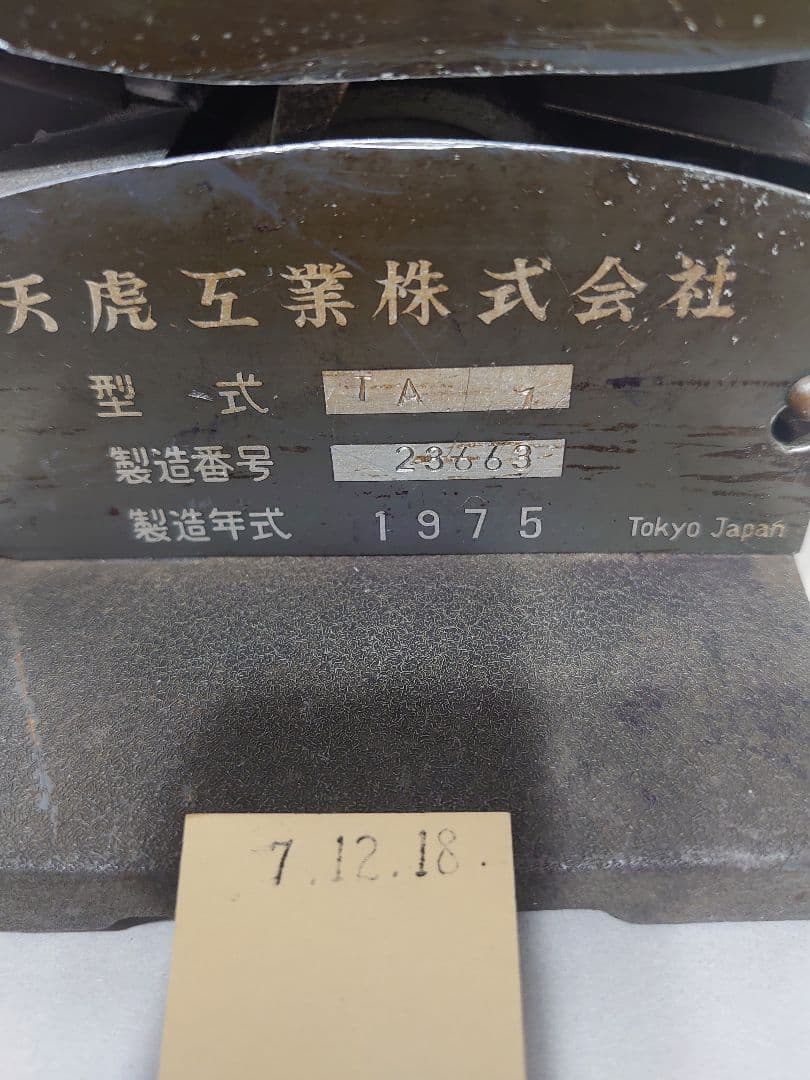 天虎工業株式会社
型式 TA 1
製造番号 23663
製造年式 1975 Tokyo Japan
7.12.18.